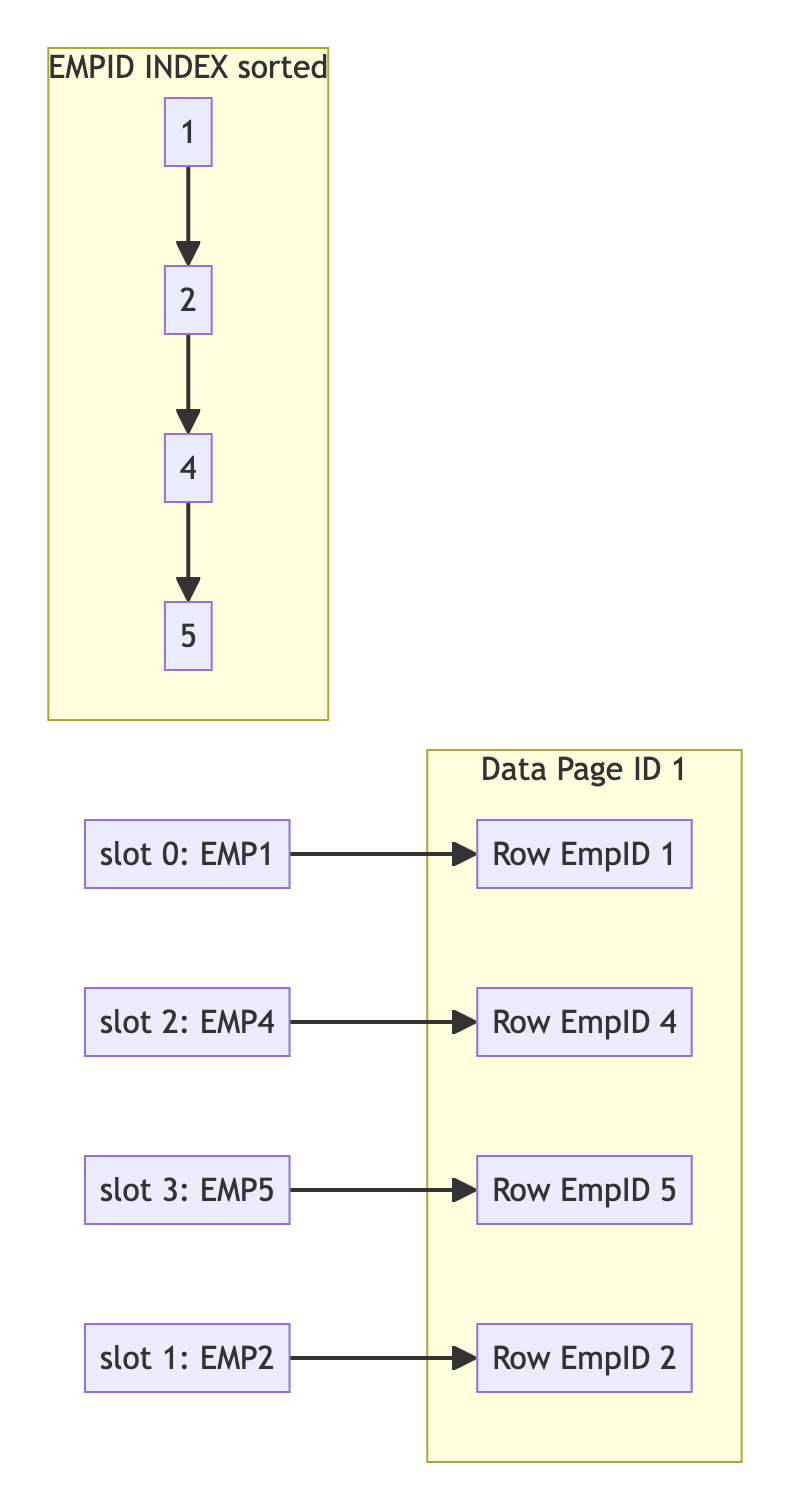 EMPID INDEX sorted
1
2
4
5
Data Page ID 1
slot 0: EMP1
Row EmpID 1
slot 2: EMP4
Row EmpID 4
slot 3: EMP5
Row EmpID 5
slot 1: EMP2
Row EmpID 2